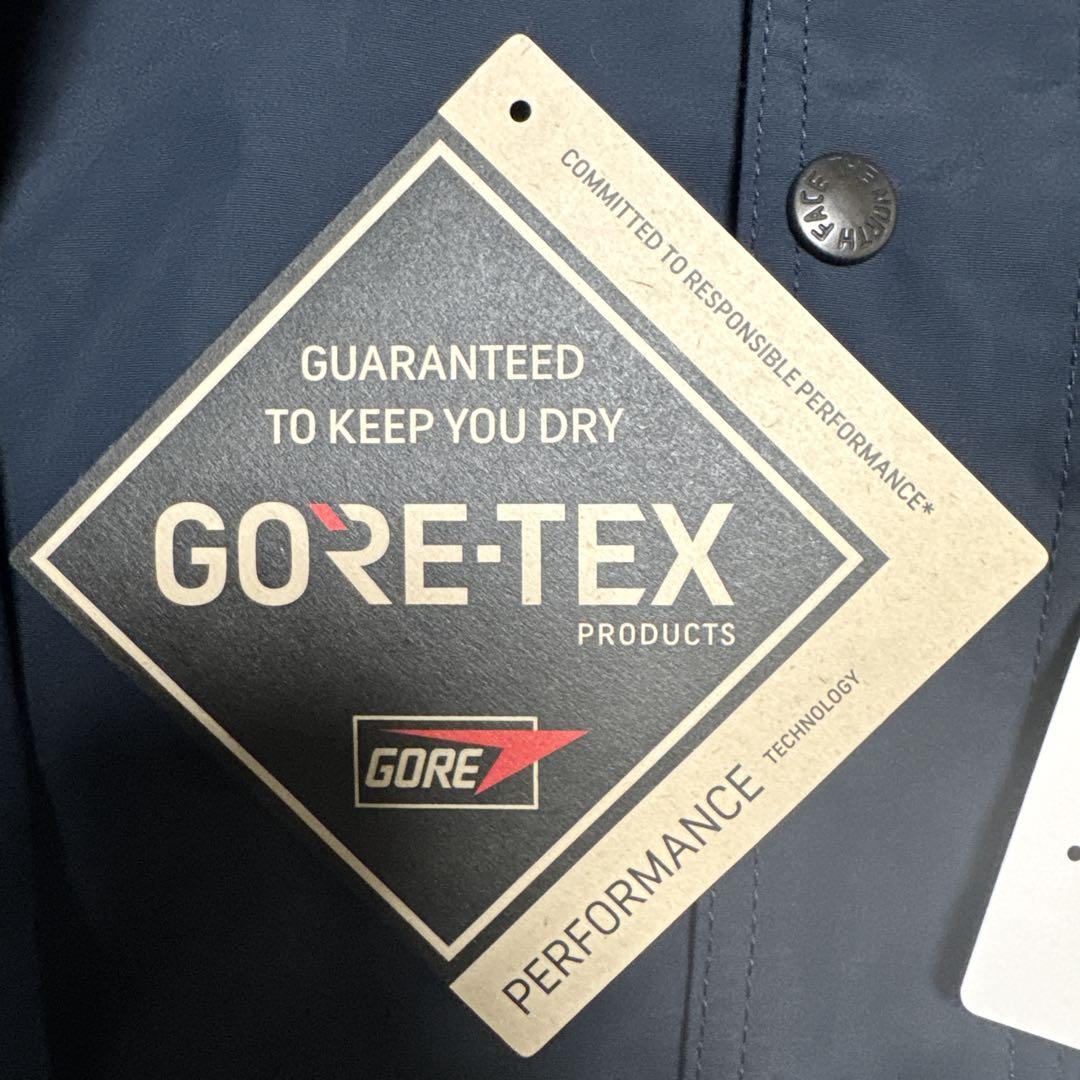 COMMITTED TO RESPONSIBLE PERFORMANCE*
THE NORTH FACE
GUARANTEED
TO KEEP YOU DRY
GORE-TEX
PRODUCTS
GORE
PERFORMANCE TECHNOLOGY